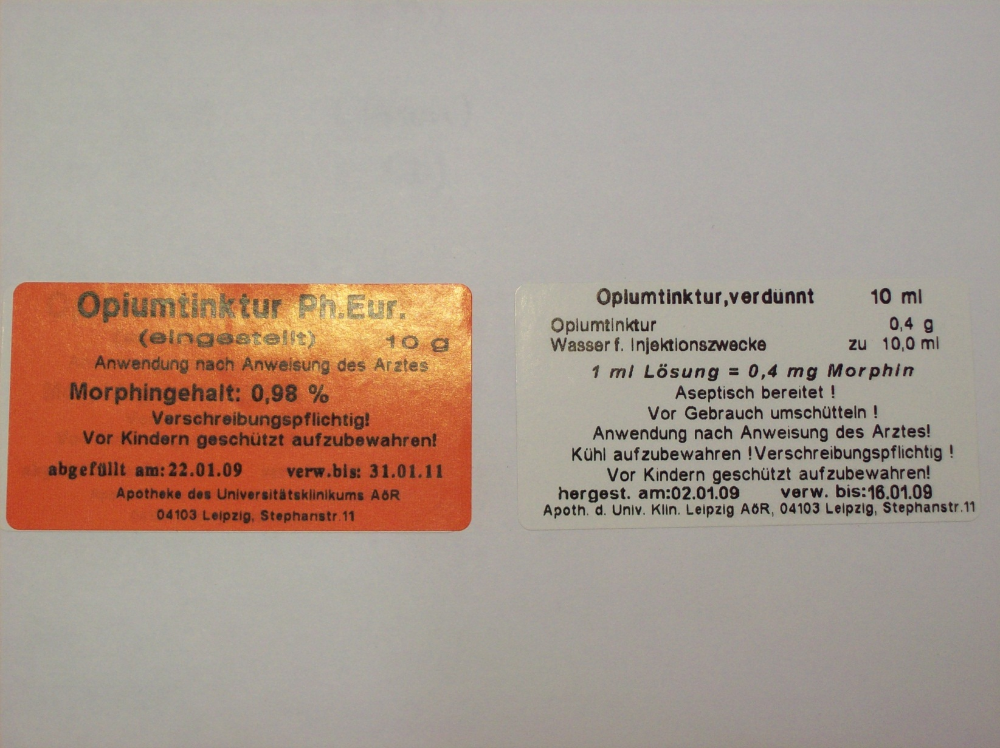 Opiumtinktur Ph.Eur.
(eingestellt) 10 g
Anwendung nach Anweisung des Arztes
Morphingehalt: 0,98 %
Verschreibungspflichtig!
Vor Kindern geschützt aufzubewahren!
abgefüllt am: 22.01.09 verw.bis: 31.01.11
Apotheke des Universitätsklinikums AöR
04103 Leipzig, Stephanstr.11
Opiumtinktur,verdünnt 10 ml
Opiumtinktur 0,4 g
Wasser f. Injektionszwecke zu 10,0 ml
1 ml Lösung = 0,4 mg Morphin
Aseptisch bereitet !
Vor Gebrauch umschütteln !
Anwendung nach Anweisung des Arztes!
Kühl aufzubewahren !Verschreibungspflichtig !
Vor Kindern geschützt aufzubewahren!
hergest. am:02.01.09 verw. bis:16.01.09
Apoth. d. Univ. Klin. Leipzig AöR, 04103 Leipzig, Stephanstr.11